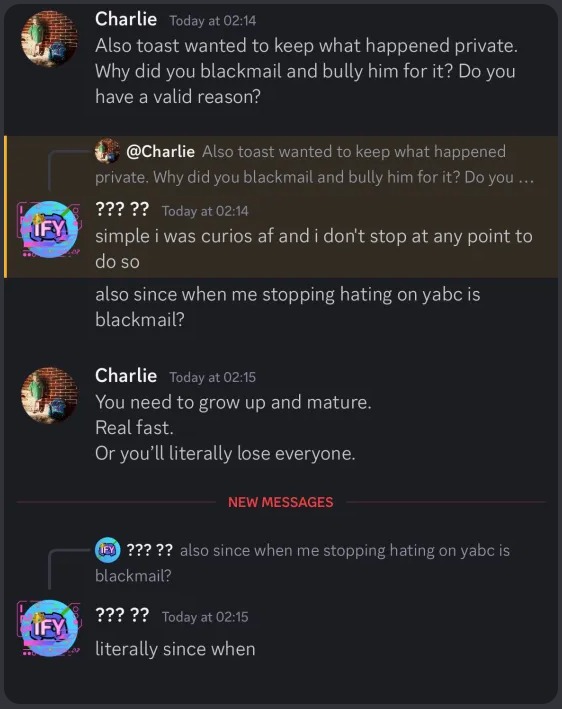 Charlie Today at 02:14
Also toast wanted to keep what happened private.
Why did you blackmail and bully him for it? Do you
have a valid reason?
@Charlie Also toast wanted to keep what happened
private. Why did you blackmail and bully him for it? Do you ...
??? ?? Today at 02:14
IFY
simple i was curios af and i don't stop at any point to
do so
also since when me stopping hating on yabc is
blackmail?
Charlie Today at 02:15
You need to grow up and mature.
Real fast.
Or you’ll literally lose everyone.
NEW MESSAGES
IFY ??? ?? also since when me stopping hating on yabc is
blackmail?
??? ?? Today at 02:15
IFY
literally since when